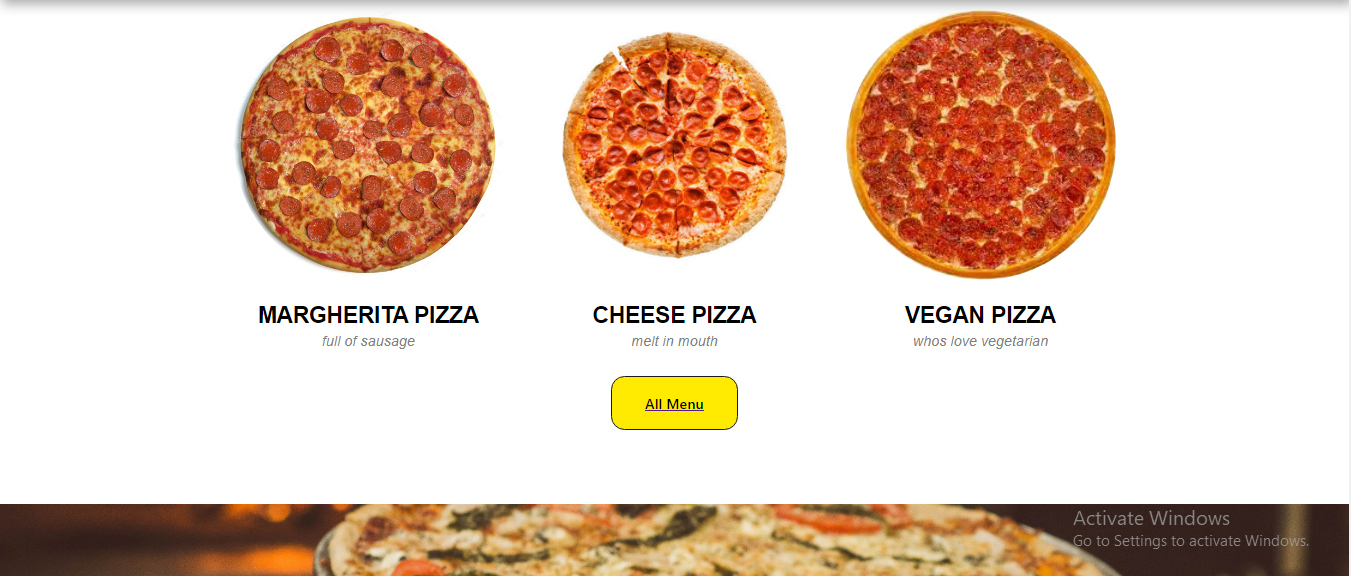 MARGHERITA PIZZA
full of sausage
CHEESE PIZZA
melt in mouth
VEGAN PIZZA
whos love vegetarian
All Menu
Activate Windows
Go to Settings to activate Windows.